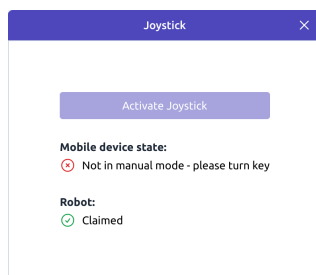 Joystick
Activate Joystick
Mobile device state:
Not in manual mode - please turn key
Robot:
Claimed